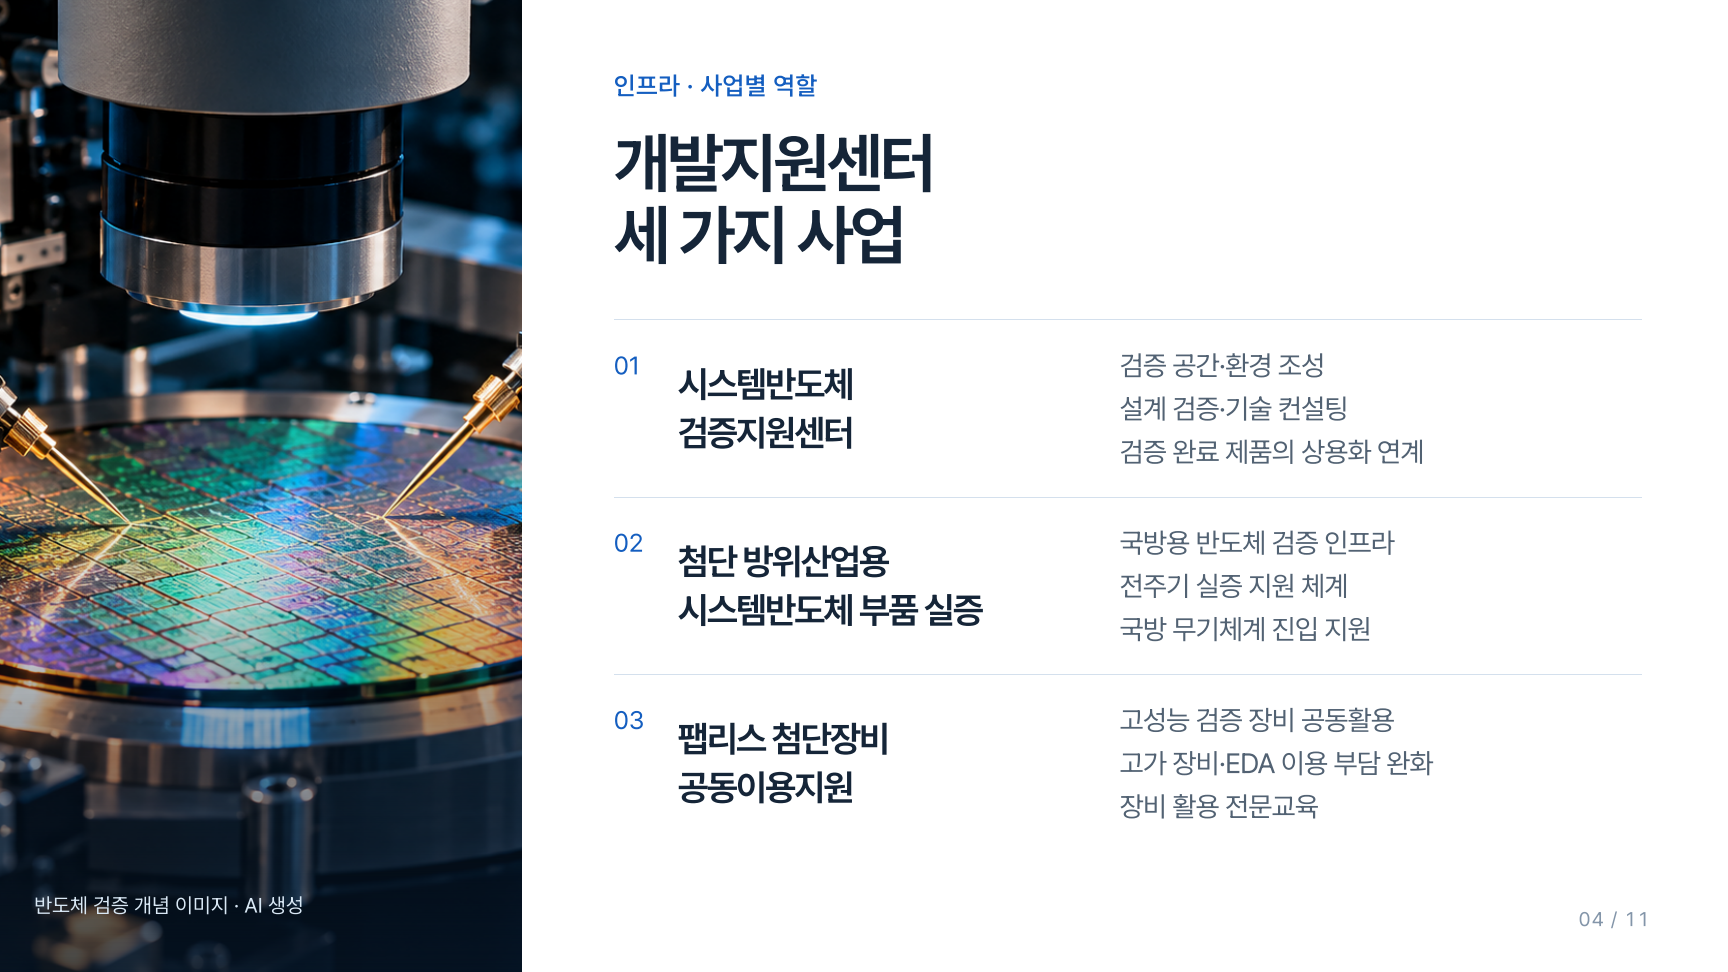 인프라 · 사업별 역할
개발지원센터
세 가지 사업
01
시스템반도체
검증지원센터
검증 공간·환경 조성
설계 검증·기술 컨설팅
검증 완료 제품의 상용화 연계
02
첨단 방위산업용
시스템반도체 부품 실증
국방용 반도체 검증 인프라
전주기 실증 지원 체계
국방 무기체계 진입 지원
03
팹리스 첨단장비
공동이용지원
고성능 검증 장비 공동활용
고가 장비·EDA 이용 부담 완화
장비 활용 전문교육
반도체 검증 개념 이미지 · AI 생성
04 / 11